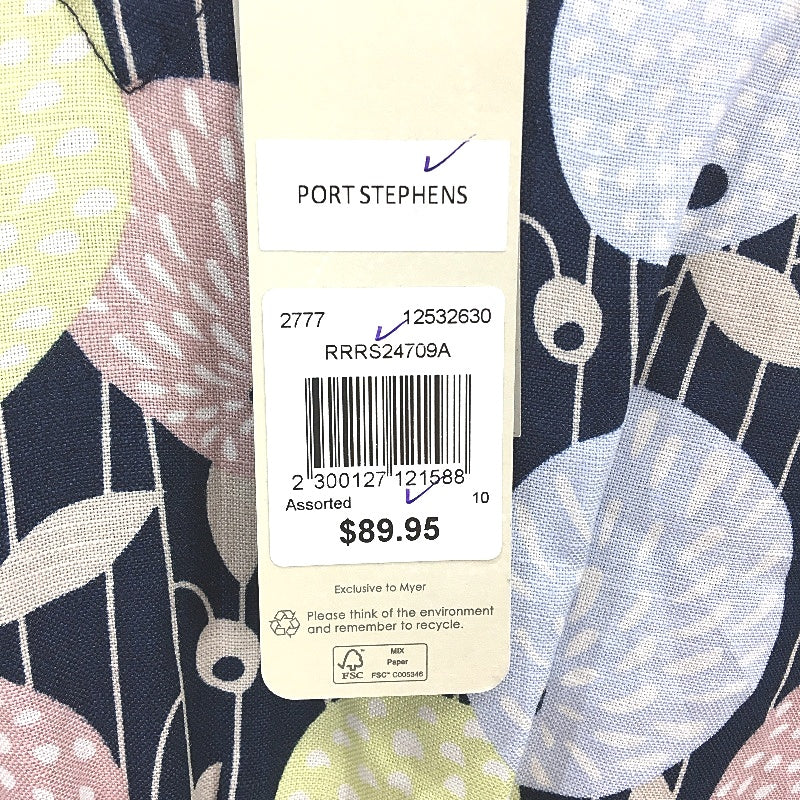 PORT STEPHENS
2777 12532630
RRRS24709A
2 300127 121588
Assorted 10
$89.95
Exclusive to Myer
Please think of the environment
and remember to recycle.
MIX
Paper
FSC FSC™ C005346